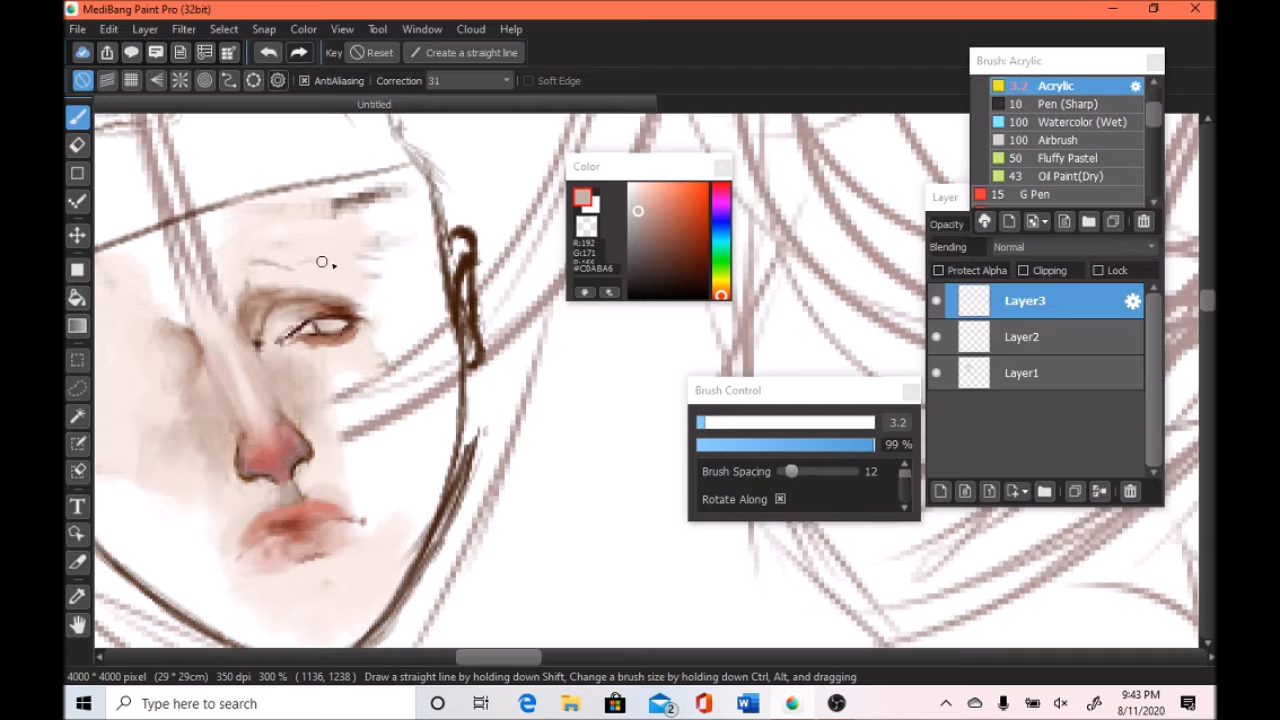 MediBang Paint Pro (32bit)
File Edit Layer Filter Select Snap Color View Tool Window Cloud Help
Key Reset Create a straight line
AntiAliasing Correction 31 Soft Edge
Untitled
Brush: Acrylic
3.2 Acrylic
10 Pen (Sharp)
100 Watercolor (Wet)
100 Airbrush
50 Fluffy Pastel
43 Oil Paint(Dry)
15 G Pen
Color
R:192
G:171
#C0ABA6
Layer
Opacity
Blending Normal
Protect Alpha Clipping Lock
Layer3
Layer2
Layer1
Brush Control
3.2
99 %
Brush Spacing 12
Rotate Along
4000 * 4000 pixel (29 * 29cm) 350 dpi 300 % ( 1136, 1238 ) Draw a straight line by holding down Shift, Change a brush size by holding down Ctrl, Alt, and dragging
Type here to search
2
9:43 PM
8/11/2020